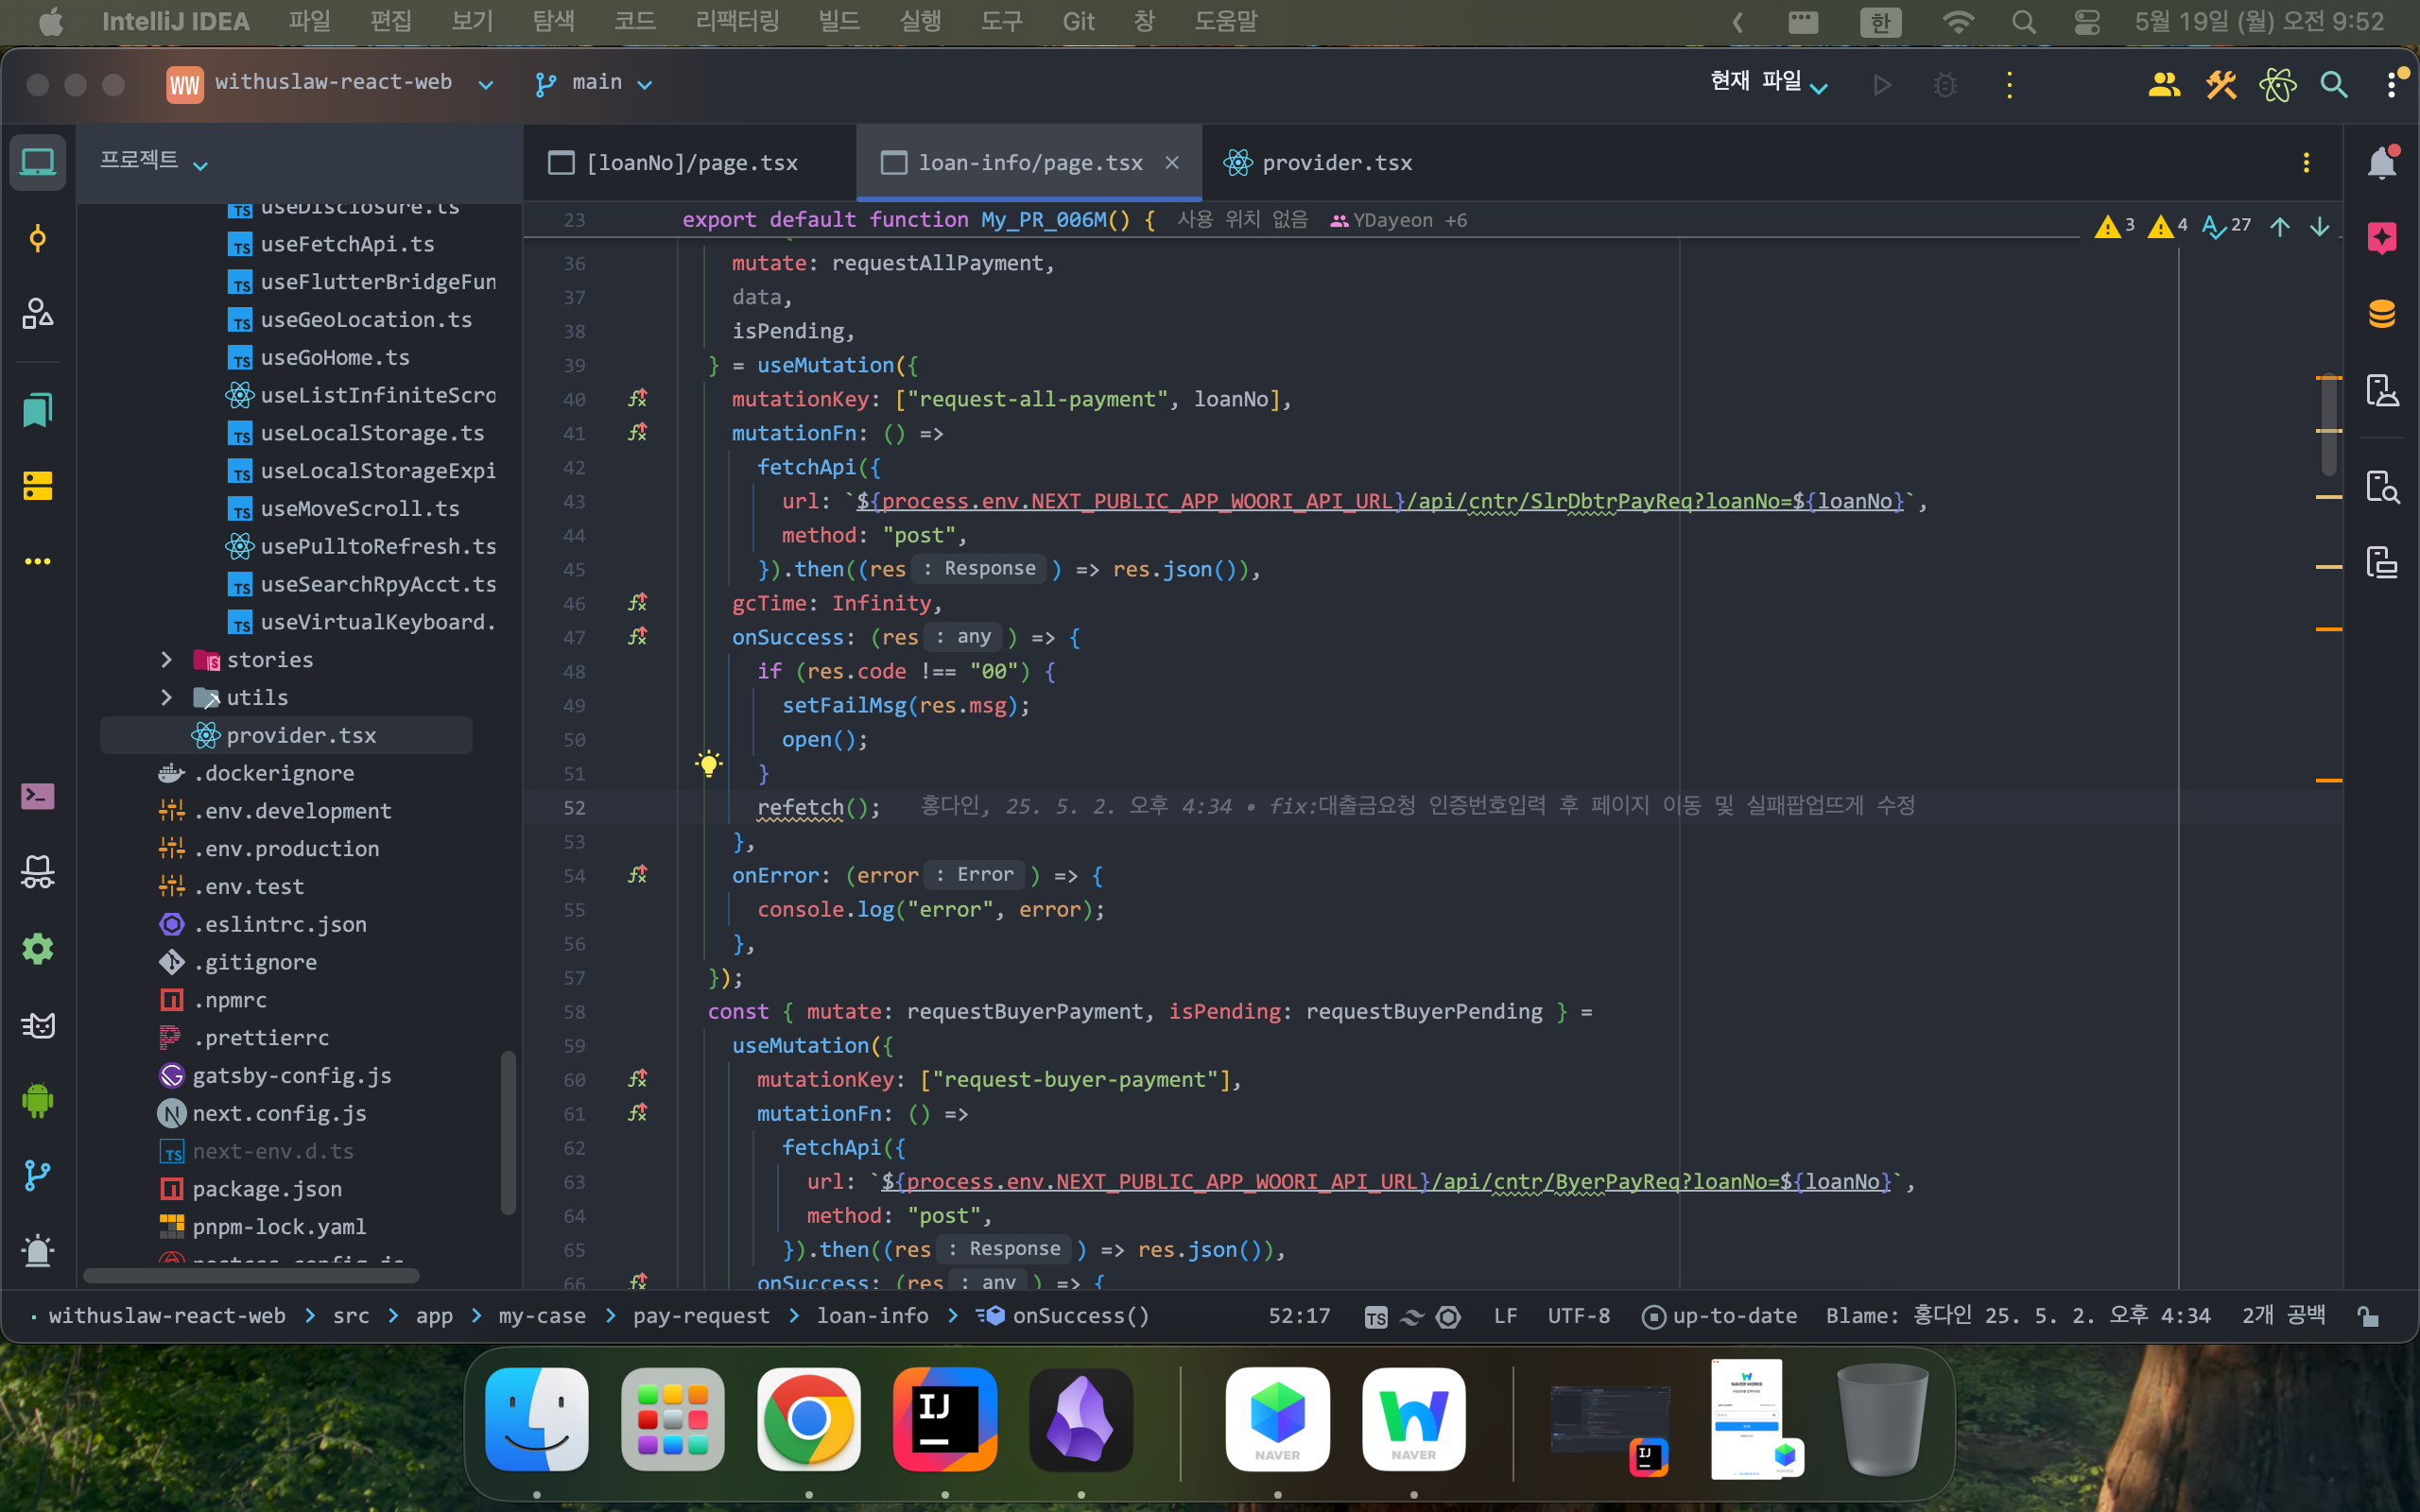 IntelliJ IDEA 파일 편집 보기 탐색 코드 리팩터링 빌드 실행 도구 Git 창 도움말 한 5월 19일 (월) 오전 9:52
WW withuslaw-react-web main 현재 파일
프로젝트
[loanNo]/page.tsx loan-info/page.tsx provider.tsx
useDisclosure.ts
useFetchApi.ts
useFlutterBridgeFun
useGeoLocation.ts
useGoHome.ts
useListInfiniteScro
useLocalStorage.ts
useLocalStorageExpi
useMoveScroll.ts
usePulltoRefresh.ts
useSearchRpyAcct.ts
useVirtualKeyboard.
stories
utils
provider.tsx
.dockerignore
.env.development
.env.production
.env.test
.eslintrc.json
.gitignore
.npmrc
.prettierrc
gatsby-config.js
next.config.js
next-env.d.ts
package.json
pnpm-lock.yaml
postcss.config.js
23 export default function My_PR_006M() { 사용 위치 없음 YDayeon +6
3 4 27
36 mutate: requestAllPayment,
37 data,
38 isPending,
39 } = useMutation({
40 mutationKey: ["request-all-payment", loanNo],
41 mutationFn: () =>
42 fetchApi({
43 url: `${process.env.NEXT_PUBLIC_APP_WOORI_API_URL}/api/cntr/SlrDbtrPayReq?loanNo=${loanNo}`,
44 method: "post",
45 }).then((res : Response ) => res.json()),
46 gcTime: Infinity,
47 onSuccess: (res : any ) => {
48 if (res.code !== "00") {
49 setFailMsg(res.msg);
50 open();
51 }
52 refetch(); 홍다인, 25. 5. 2. 오후 4:34 • fix:대출금요청 인증번호입력 후 페이지 이동 및 실패팝업뜨게 수정
53 },
54 onError: (error : Error ) => {
55 console.log("error", error);
56 },
57 });
58 const { mutate: requestBuyerPayment, isPending: requestBuyerPending } =
59 useMutation({
60 mutationKey: ["request-buyer-payment"],
61 mutationFn: () =>
62 fetchApi({
63 url: `${process.env.NEXT_PUBLIC_APP_WOORI_API_URL}/api/cntr/ByerPayReq?loanNo=${loanNo}`,
64 method: "post",
65 }).then((res : Response ) => res.json()),
66 onSuccess: (res : any ) => {
withuslaw-react-web > src > app > my-case > pay-request > loan-info > onSuccess() 52:17 TS LF UTF-8 up-to-date Blame: 홍다인 25. 5. 2. 오후 4:34 2개 공백
IJ NAVER NAVER IJ NAVER WORKS